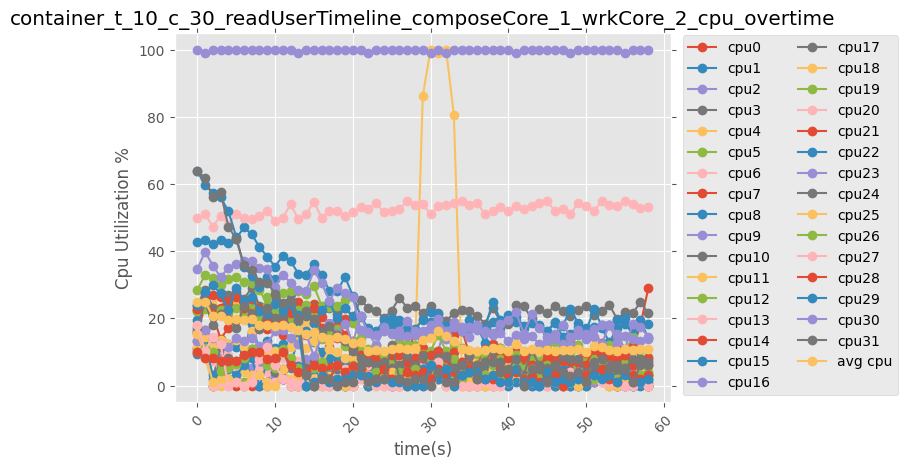 container_t_10_c_30_readUserTimeline_composeCore_1_wrkCore_2_cpu_overtime
100
80
60
40
20
0
Cpu Utilization %
0
10
20
30
40
50
60
time(s)
cpu0
cpu1
cpu2
cpu3
cpu4
cpu5
cpu6
cpu7
cpu8
cpu9
cpu10
cpu11
cpu12
cpu13
cpu14
cpu15
cpu16
cpu17
cpu18
cpu19
cpu20
cpu21
cpu22
cpu23
cpu24
cpu25
cpu26
cpu27
cpu28
cpu29
cpu30
cpu31
avg cpu